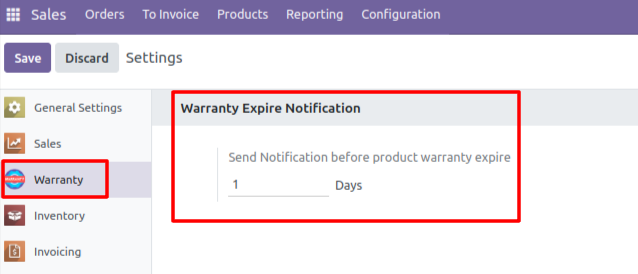 Sales Orders To Invoice Products Reporting Configuration
Save Discard Settings
General Settings
Sales
Warranty
Inventory
Invoicing
Warranty Expire Notification
Send Notification before product warranty expire
1 Days